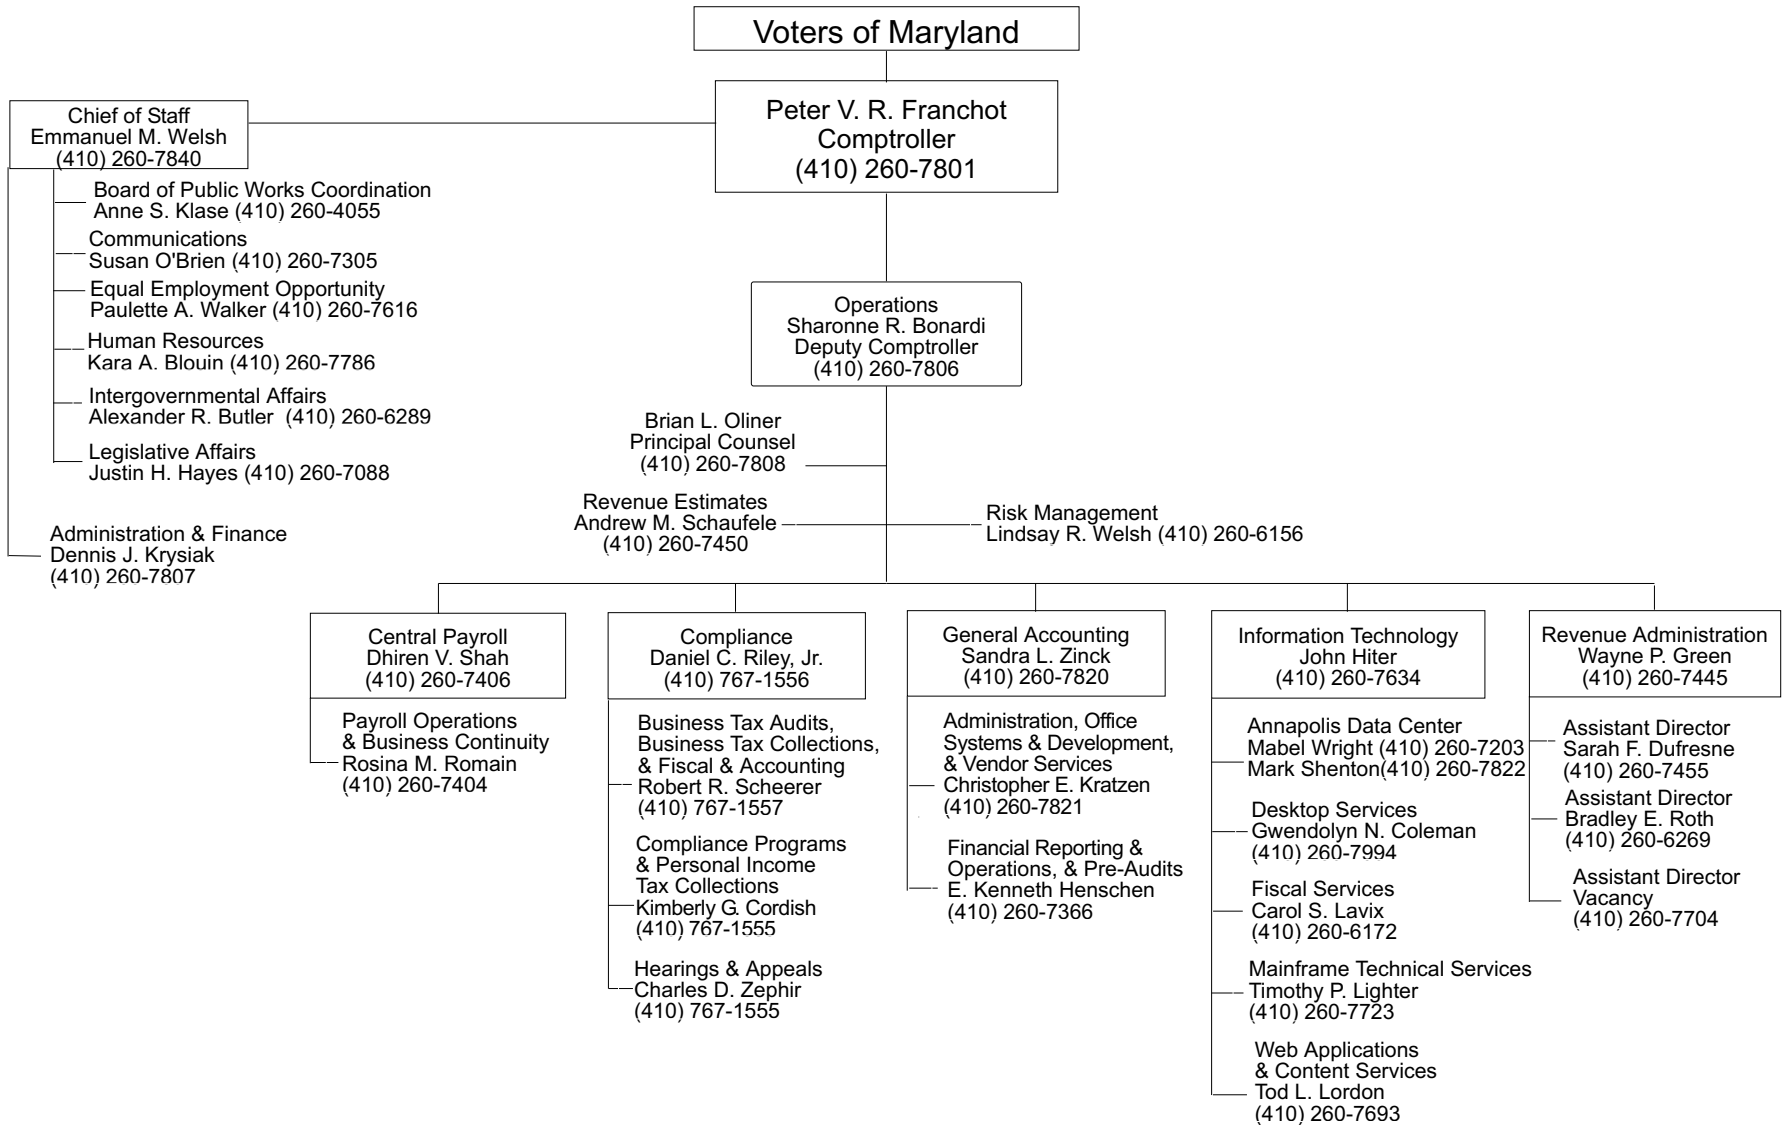 Voters of Maryland
Peter V. R. Franchot
Comptroller
(410) 260-7801
Chief of Staff
Emmanuel M. Welsh
(410) 260-7840
Board of Public Works Coordination
Anne S. Klase (410) 260-4055
Communications
Susan O'Brien (410) 260-7305
Equal Employment Opportunity
Paulette A. Walker (410) 260-7616
Human Resources
Kara A. Blouin (410) 260-7786
Intergovernmental Affairs
Alexander R. Butler (410) 260-6289
Legislative Affairs
Justin H. Hayes (410) 260-7088
Administration & Finance
Dennis J. Krysiak
(410) 260-7807
Operations
Sharonne R. Bonardi
Deputy Comptroller
(410) 260-7806
Brian L. Oliner
Principal Counsel
(410) 260-7808
Revenue Estimates
Andrew M. Schaufele
(410) 260-7450
Risk Management
Lindsay R. Welsh (410) 260-6156
Central Payroll
Dhiren V. Shah
(410) 260-7406
Payroll Operations
& Business Continuity
Rosina M. Romain
(410) 260-7404
Compliance
Daniel C. Riley, Jr.
(410) 767-1556
Business Tax Audits,
Business Tax Collections,
& Fiscal & Accounting
Robert R. Scheerer
(410) 767-1557
Compliance Programs
& Personal Income
Tax Collections
Kimberly G. Cordish
(410) 767-1555
Hearings & Appeals
Charles D. Zephir
(410) 767-1555
General Accounting
Sandra L. Zinck
(410) 260-7820
Administration, Office
Systems & Development,
& Vendor Services
Christopher E. Kratzen
(410) 260-7821
Financial Reporting &
Operations, & Pre-Audits
E. Kenneth Henschen
(410) 260-7366
Information Technology
John Hiter
(410) 260-7634
Annapolis Data Center
Mabel Wright (410) 260-7203
Mark Shenton(410) 260-7822
Desktop Services
Gwendolyn N. Coleman
(410) 260-7994
Fiscal Services
Carol S. Lavix
(410) 260-6172
Mainframe Technical Services
Timothy P. Lighter
(410) 260-7723
Web Applications
& Content Services
Tod L. Lordon
(410) 260-7693
Revenue Administration
Wayne P. Green
(410) 260-7445
Assistant Director
Sarah F. Dufresne
(410) 260-7455
Assistant Director
Bradley E. Roth
(410) 260-6269
Assistant Director
Vacancy
(410) 260-7704